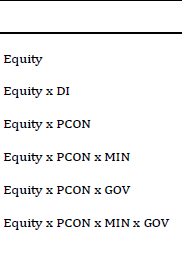 Equity
Equity x DI
Equity x PCON
Equity x PCON x MIN
Equity x PCON x GOV
Equity x PCON x MIN x GOV